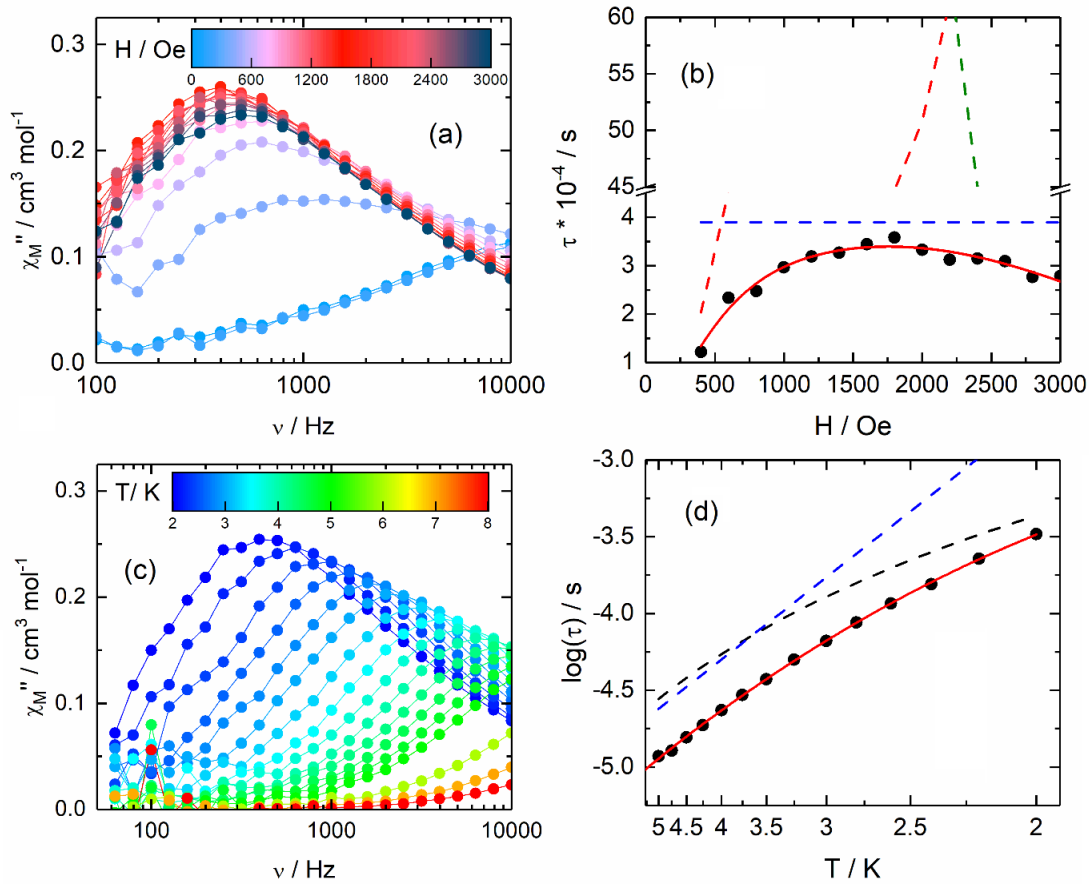 H / Oe
0 600 1200 1800 2400 3000
(a)
0.3
0.2
0.1
0.0
χM'' / cm³ mol⁻¹
100 1000 10000
ν / Hz
(b)
60
55
50
45
4
3
2
1
τ * 10⁻⁴ / s
0 500 1000 1500 2000 2500 3000
H / Oe
T/ K
2 3 4 5 6 7 8
(c)
0.3
0.2
0.1
0.0
χM'' / cm³ mol⁻¹
100 1000 10000
ν / Hz
(d)
-3.0
-3.5
-4.0
-4.5
-5.0
log(τ) / s
5 4.5 4 3.5 3 2.5 2
T / K